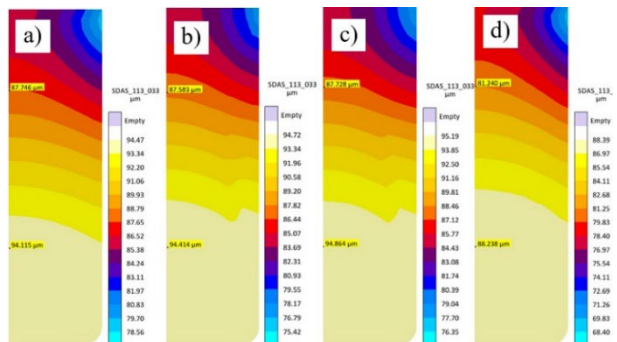 a)
87.746 µm
94.115 µm
SDAS_113_033
µm
Empty
94.47
93.34
92.20
91.06
89.93
88.79
87.65
86.52
85.38
84.24
83.11
81.97
80.83
79.70
78.56
b)
87.583 µm
94.414 µm
SDAS_113_033
µm
Empty
94.72
93.34
91.96
90.58
89.20
87.82
86.44
85.07
83.69
82.31
80.93
79.55
78.17
76.79
75.42
c)
87.728 µm
94.864 µm
SDAS_113_033
µm
Empty
95.19
93.85
92.50
91.16
89.81
88.46
87.12
85.77
84.43
83.08
81.74
80.39
79.04
77.70
76.35
d)
81.240 µm
88.238 µm
SDAS_113_
µm
Empty
88.39
86.97
85.54
84.11
82.68
81.25
79.83
78.40
76.97
75.54
74.11
72.69
71.26
69.83
68.40